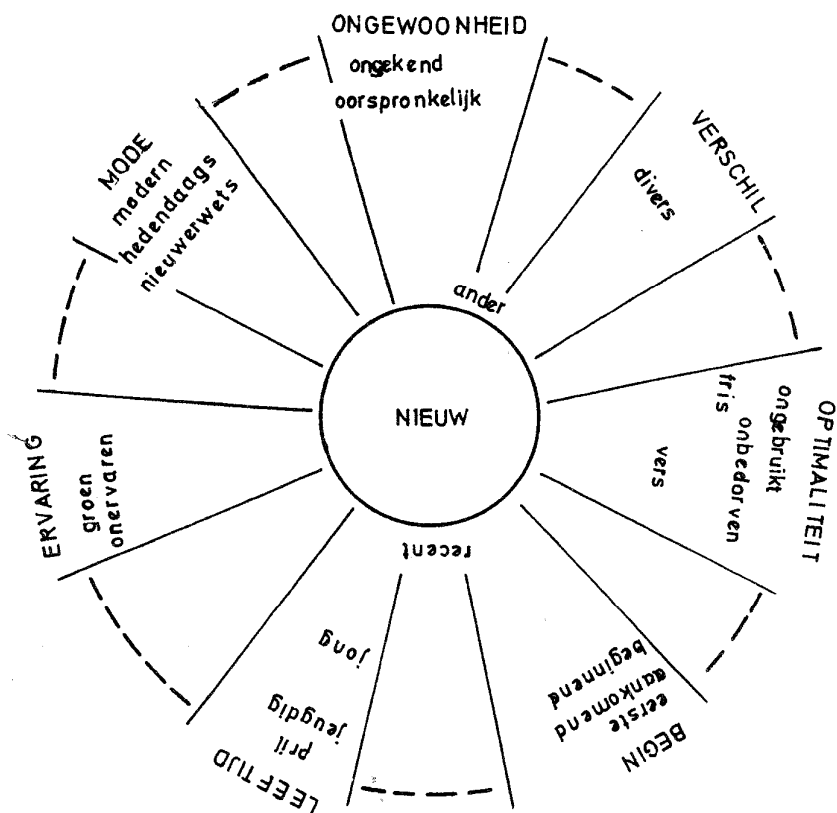 ONGEWOONHEID
ongekend
oorspronkelijk
VERSCHIL
divers
ander
OPTIMALITEIT
ongebruikt
onbedorven
fris
vers
BEGIN
eerste
aankomend
beginnend
recent
LEEFTIJD
pril
jeugdig
jong
ERVARING
groen
onervaren
MODE
modern
hedendaags
nieuwerwets
NIEUW